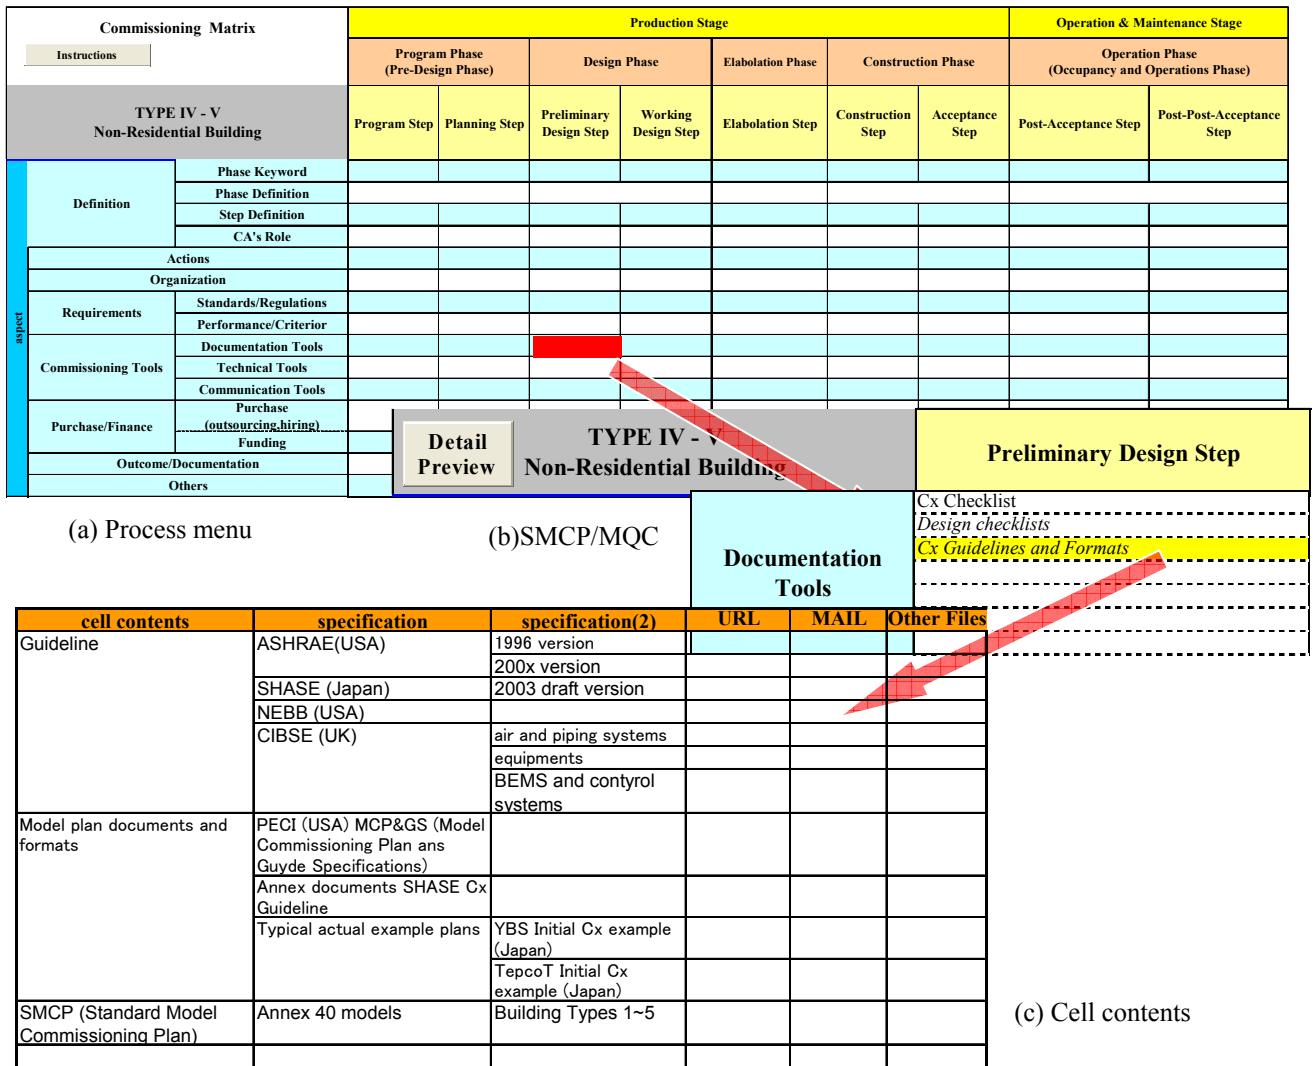 Commissioning Matrix
Instructions
Production Stage
Operation & Maintenance Stage
Program Phase
(Pre-Design Phase)
Design Phase
Elabolation Phase
Construction Phase
Operation Phase
(Occupancy and Operations Phase)
TYPE IV - V
Non-Residential Building
Program Step
Planning Step
Preliminary
Design Step
Working
Design Step
Elabolation Step
Construction
Step
Acceptance
Step
Post-Acceptance Step
Post-Post-Acceptance
Step
aspect
Definition
Phase Keyword
Phase Definition
Step Definition
CA's Role
Actions
Organization
Requirements
Standards/Regulations
Performance/Criterior
Commissioning Tools
Documentation Tools
Technical Tools
Communication Tools
Purchase/Finance
Purchase
(outsourcing,hiring)
Funding
Outcome/Documentation
Others
Detail
Preview
TYPE IV - V
Non-Residential Building
Preliminary Design Step
(a) Process menu
(b)SMCP/MQC
Documentation
Tools
Cx Checklist
Design checklists
Cx Guidelines and Formats
cell contents
specification
specification(2)
URL
MAIL
Other Files
Guideline
ASHRAE(USA)
1996 version
200x version
SHASE (Japan)
2003 draft version
NEBB (USA)
CIBSE (UK)
air and piping systems
equipments
BEMS and contyrol
systems
Model plan documents and
formats
PECI (USA) MCP&GS (Model
Commissioning Plan ans
Guyde Specifications)
Annex documents SHASE Cx
Guideline
Typical actual example plans
YBS Initial Cx example
(Japan)
TepcoT Initial Cx
example (Japan)
SMCP (Standard Model
Commissioning Plan)
Annex 40 models
Building Types 1~5
(c) Cell contents